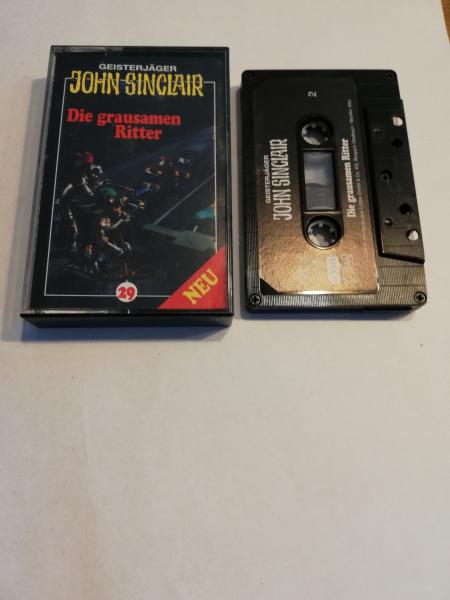 GEISTERJÄGER
JOHN SINCLAIR
Die grausamen
Ritter
29
NEU
2
GEISTERJÄGER
JOHN SINCLAIR
Die grausamen Ritter